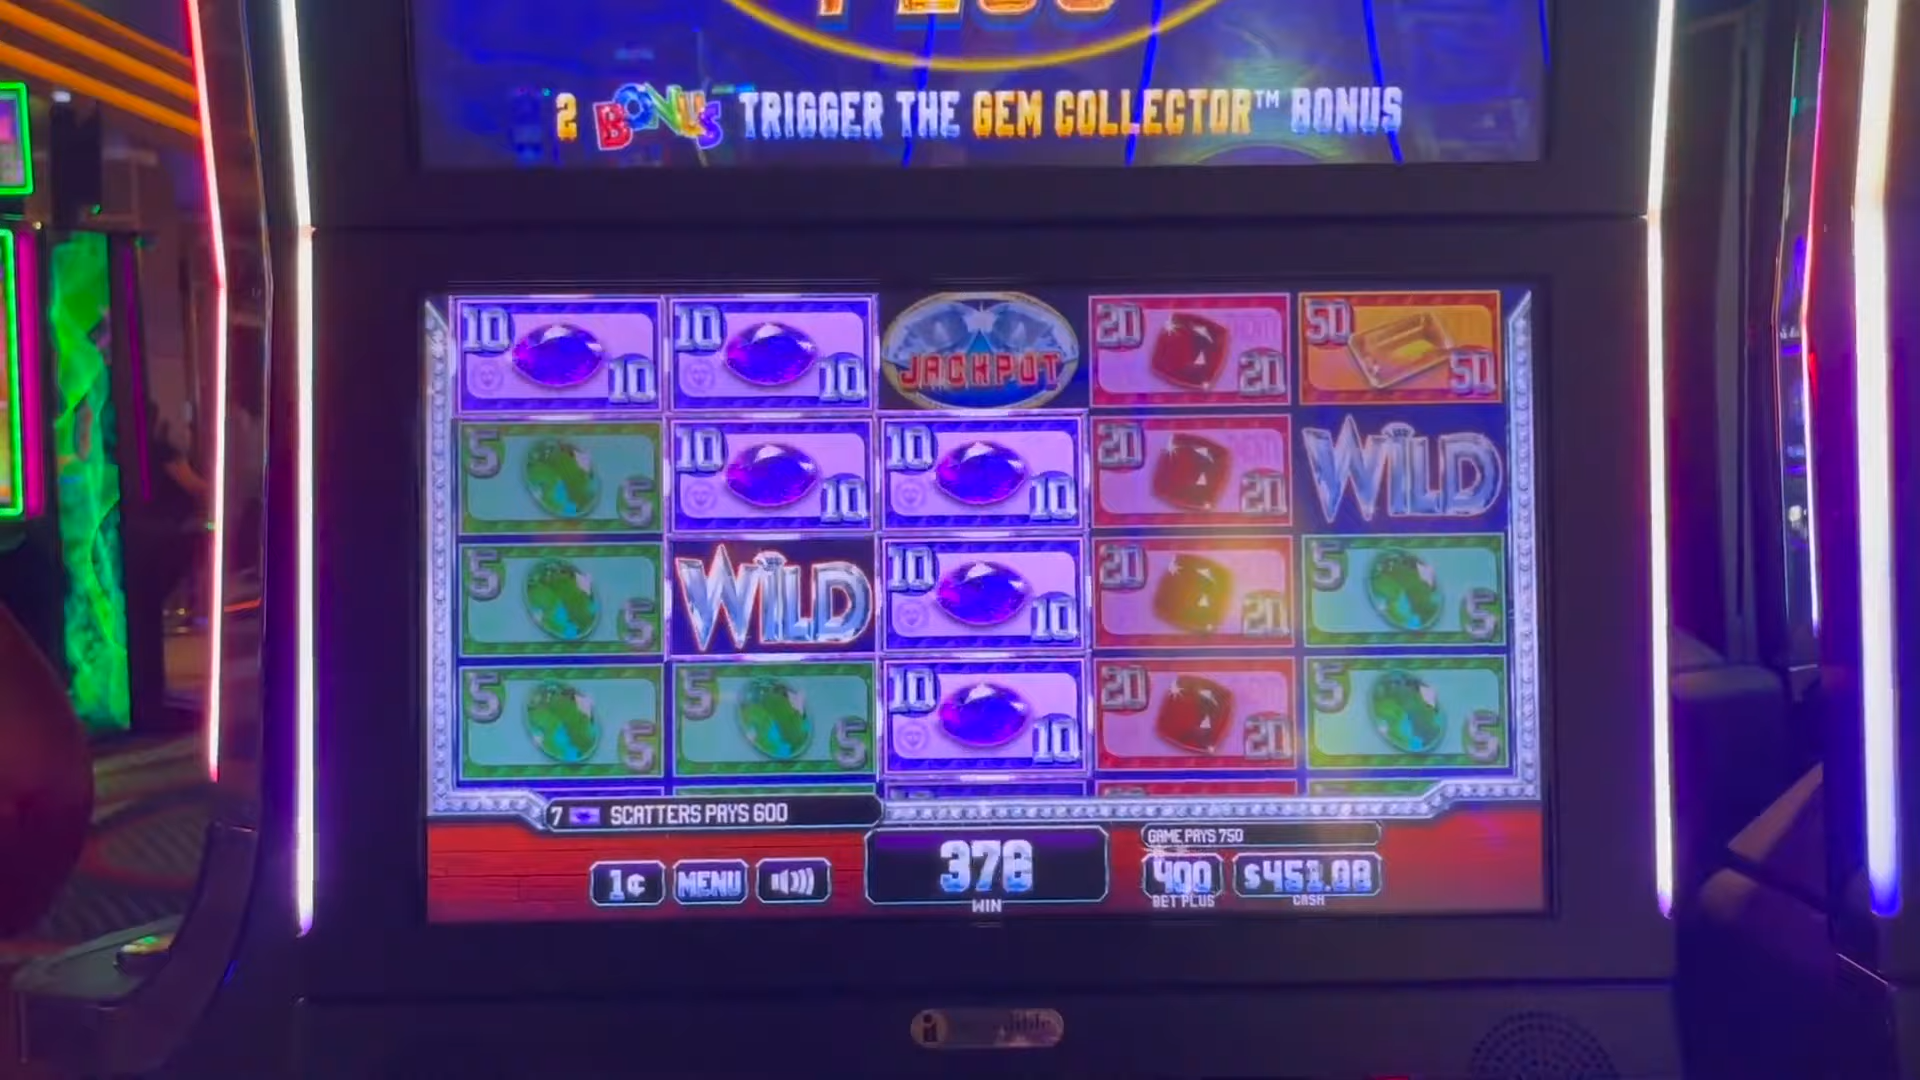 2 BONUS TRIGGER THE GEM COLLECTOR™ BONUS
10 10 10 10 JACKPOT 20 20 50 50
5 5 10 10 10 10 20 20 WILD
5 5 WILD 10 10 20 20 5 5
5 5 5 5 10 10 20 20 5 5
7 SCATTERS PAYS 600
GAME PAYS 750
1¢ MENU 378 400
WIN BET PLUS CASH